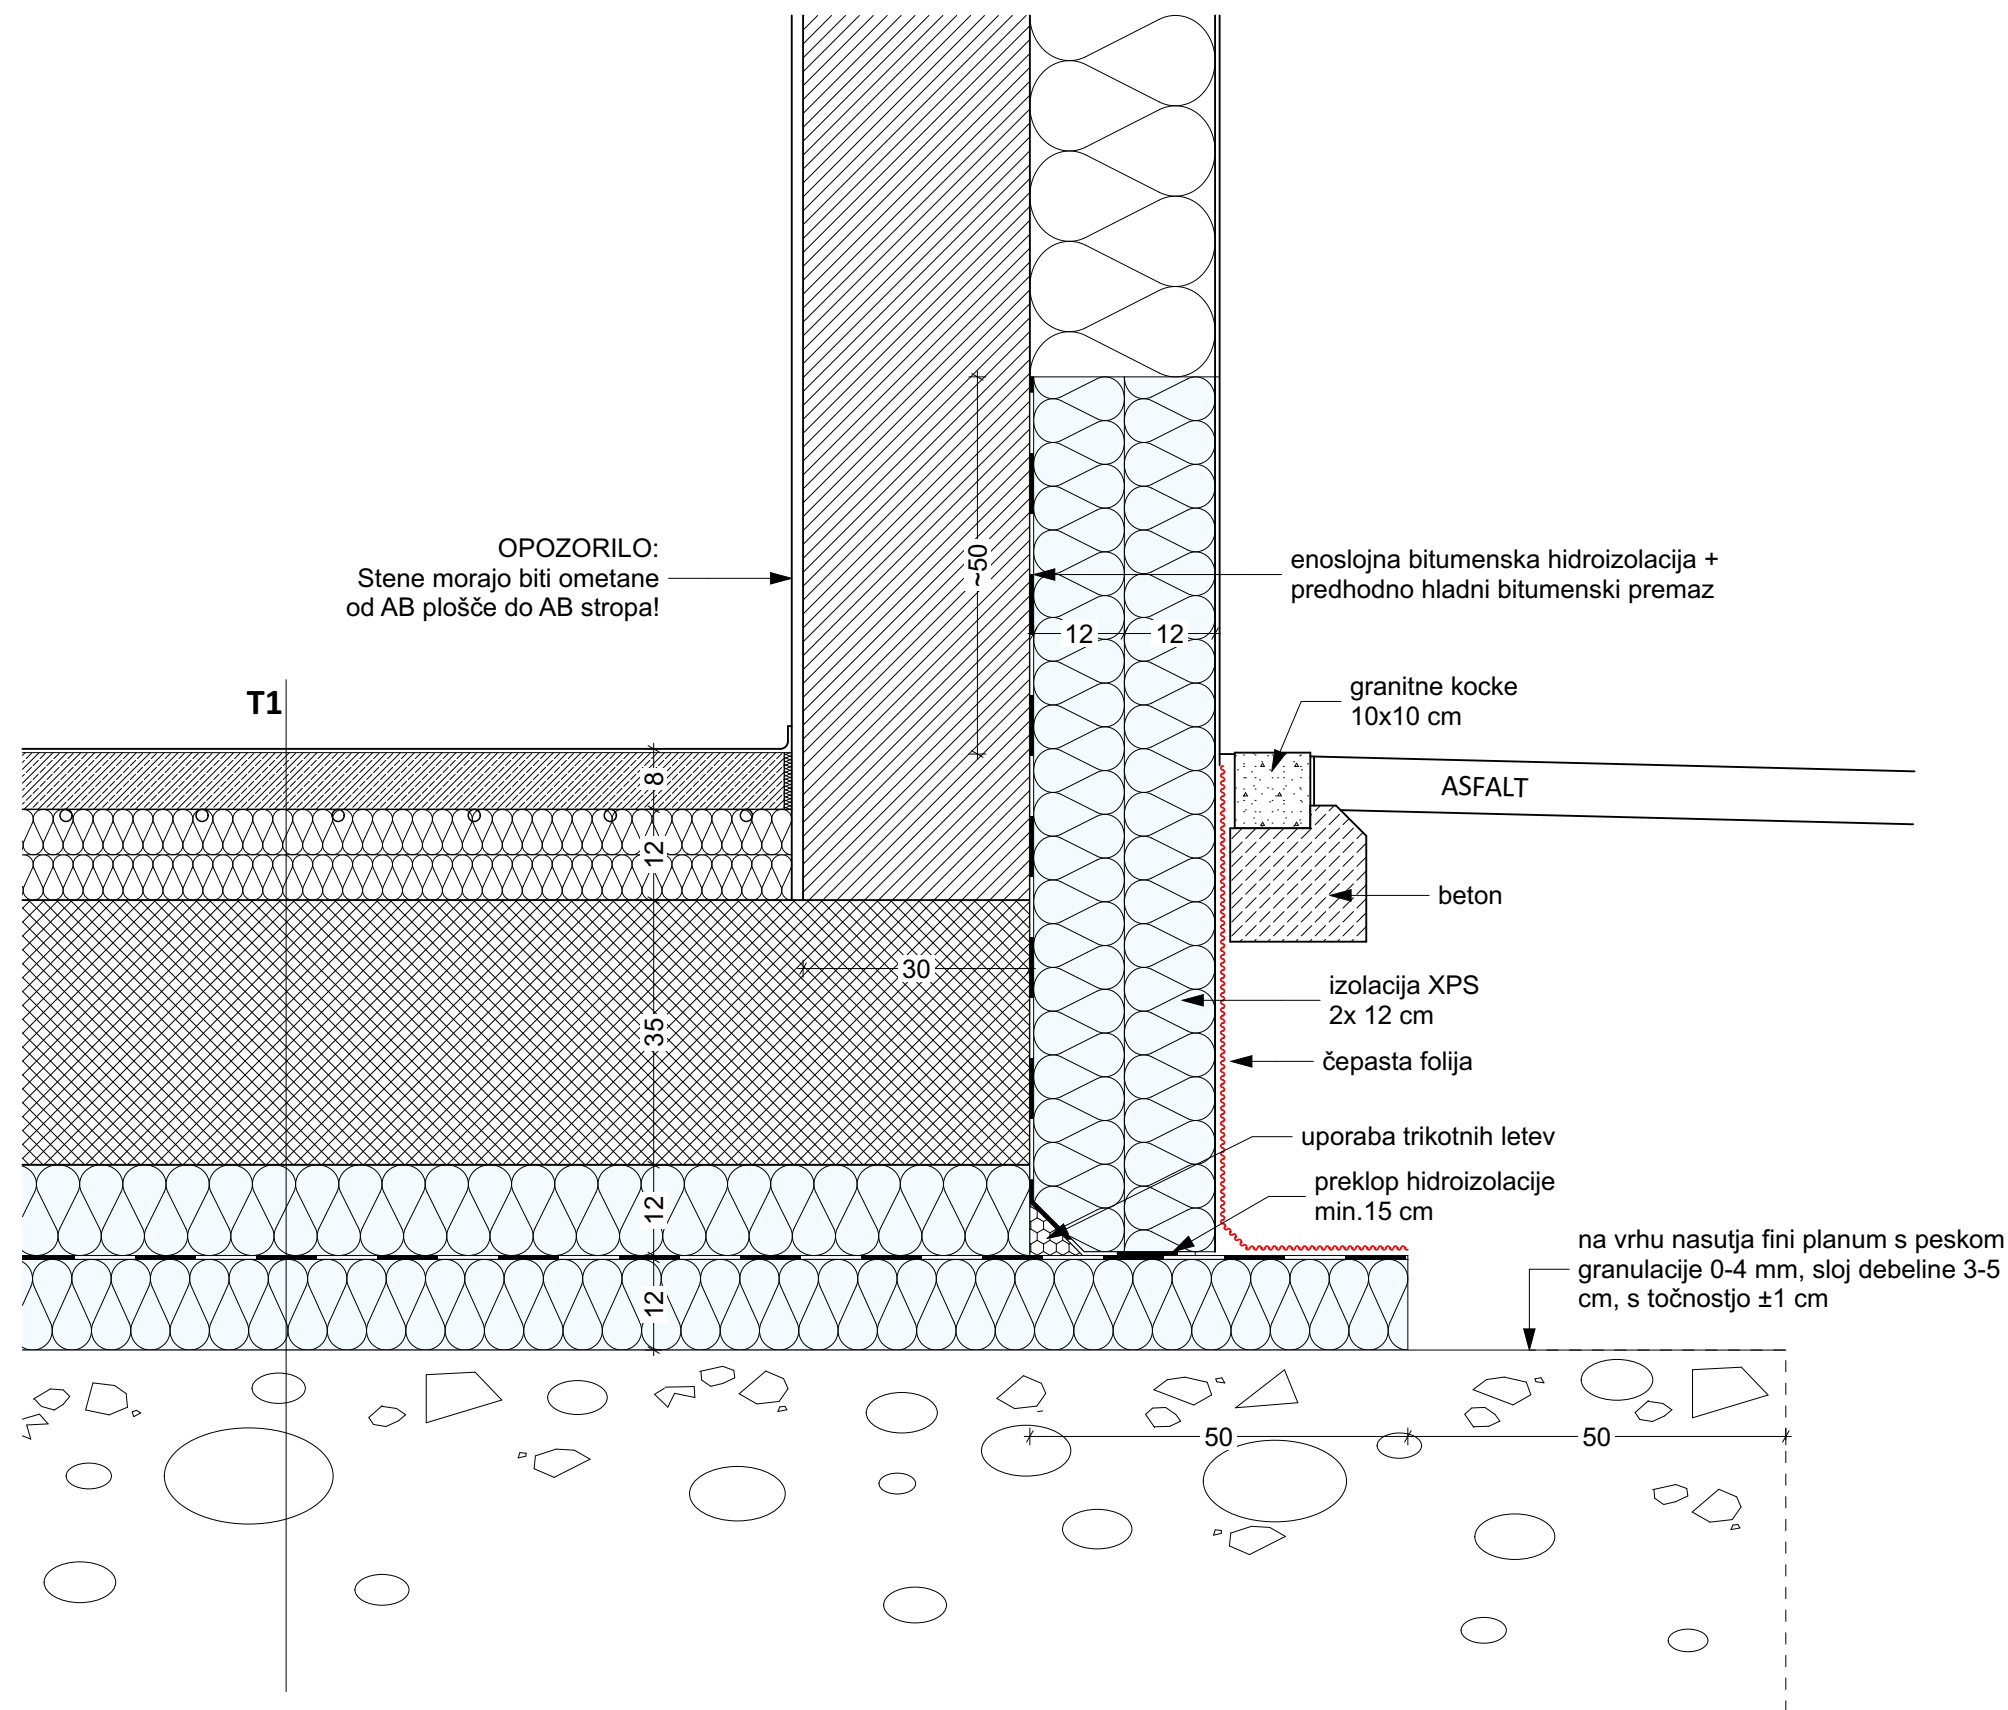 OPOZORILO:
Stene morajo biti ometane
od AB plošče do AB stropa!
~50
enoslojna bitumenska hidroizolacija +
predhodno hladni bitumenski premaz
12
12
granitne kocke
10x10 cm
T1
8
ASFALT
12
beton
30
izolacija XPS
2x 12 cm
35
čepasta folija
uporaba trikotnih letev
preklop hidroizolacije
min.15 cm
12
na vrhu nasutja fini planum s peskom
granulacije 0-4 mm, sloj debeline 3-5
cm, s točnostjo ±1 cm
12
50
50